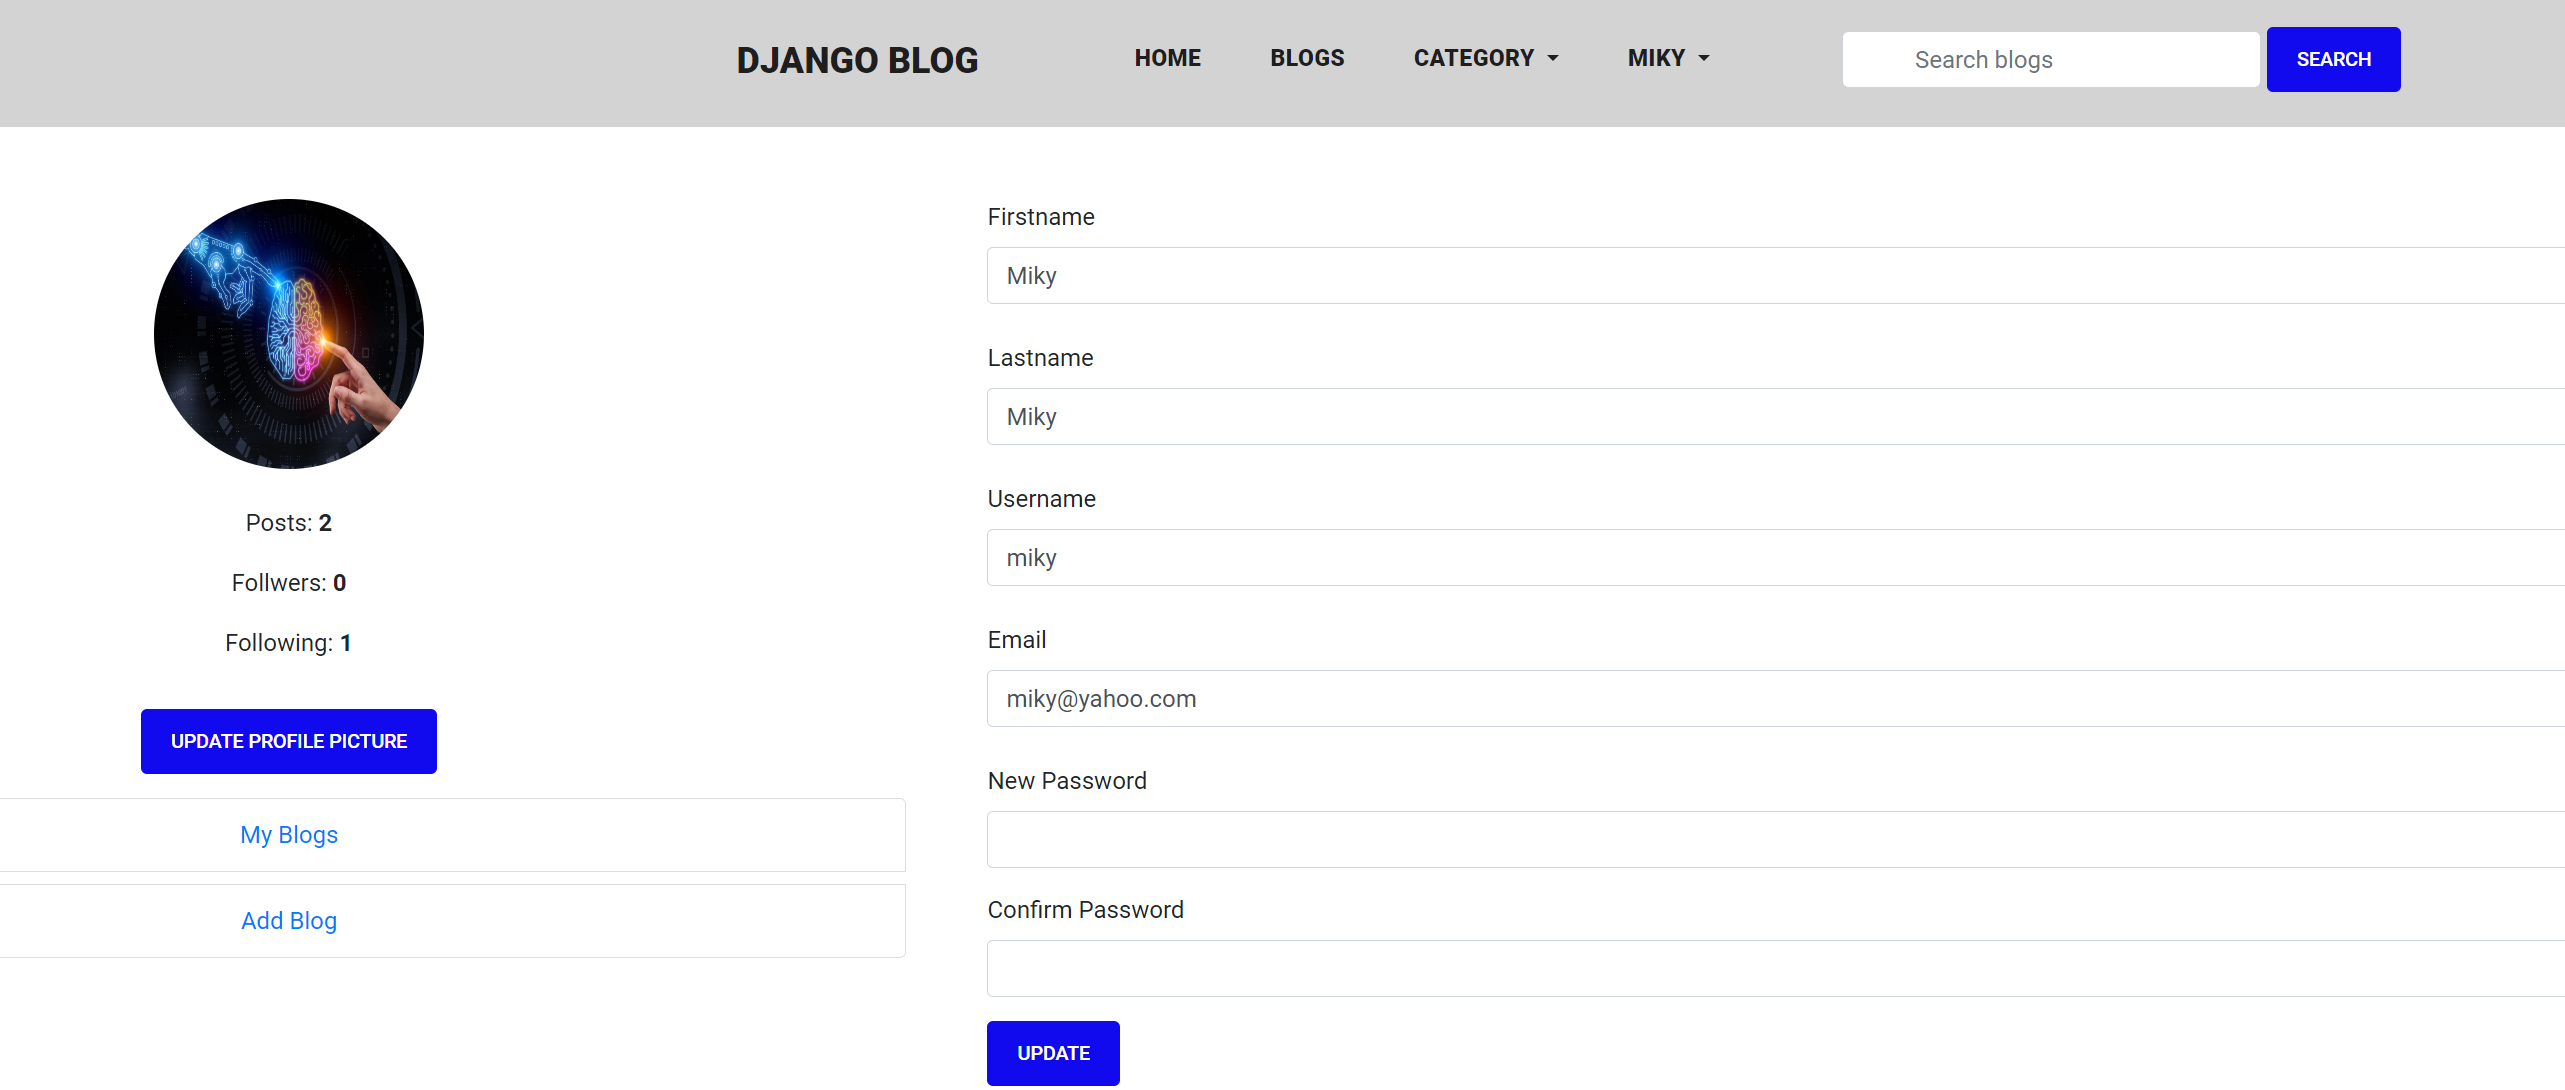 DJANGO BLOG HOME BLOGS CATEGORY MIKY Search blogs SEARCH
Posts: 2
Follwers: 0
Following: 1
UPDATE PROFILE PICTURE
My Blogs
Add Blog
Firstname
Miky
Lastname
Miky
Username
miky
Email
miky@yahoo.com
New Password
Confirm Password
UPDATE